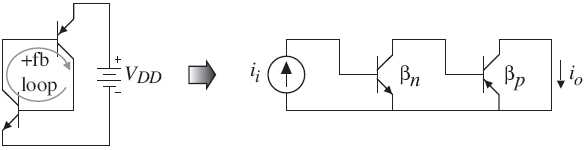 +fb
loop
+
V_DD
-
i_i
β_n
β_p
i_o